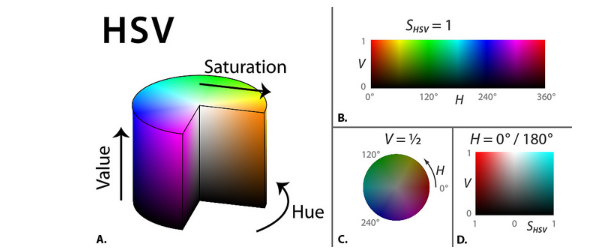 HSV
Saturation
Value
Hue
A.
S_HSV = 1
1
V
0
0°
120°
240°
360°
H
B.
V = ½
120°
H
0°
240°
C.
H = 0° / 180°
1
V
0
1
0
1
S_HSV
D.